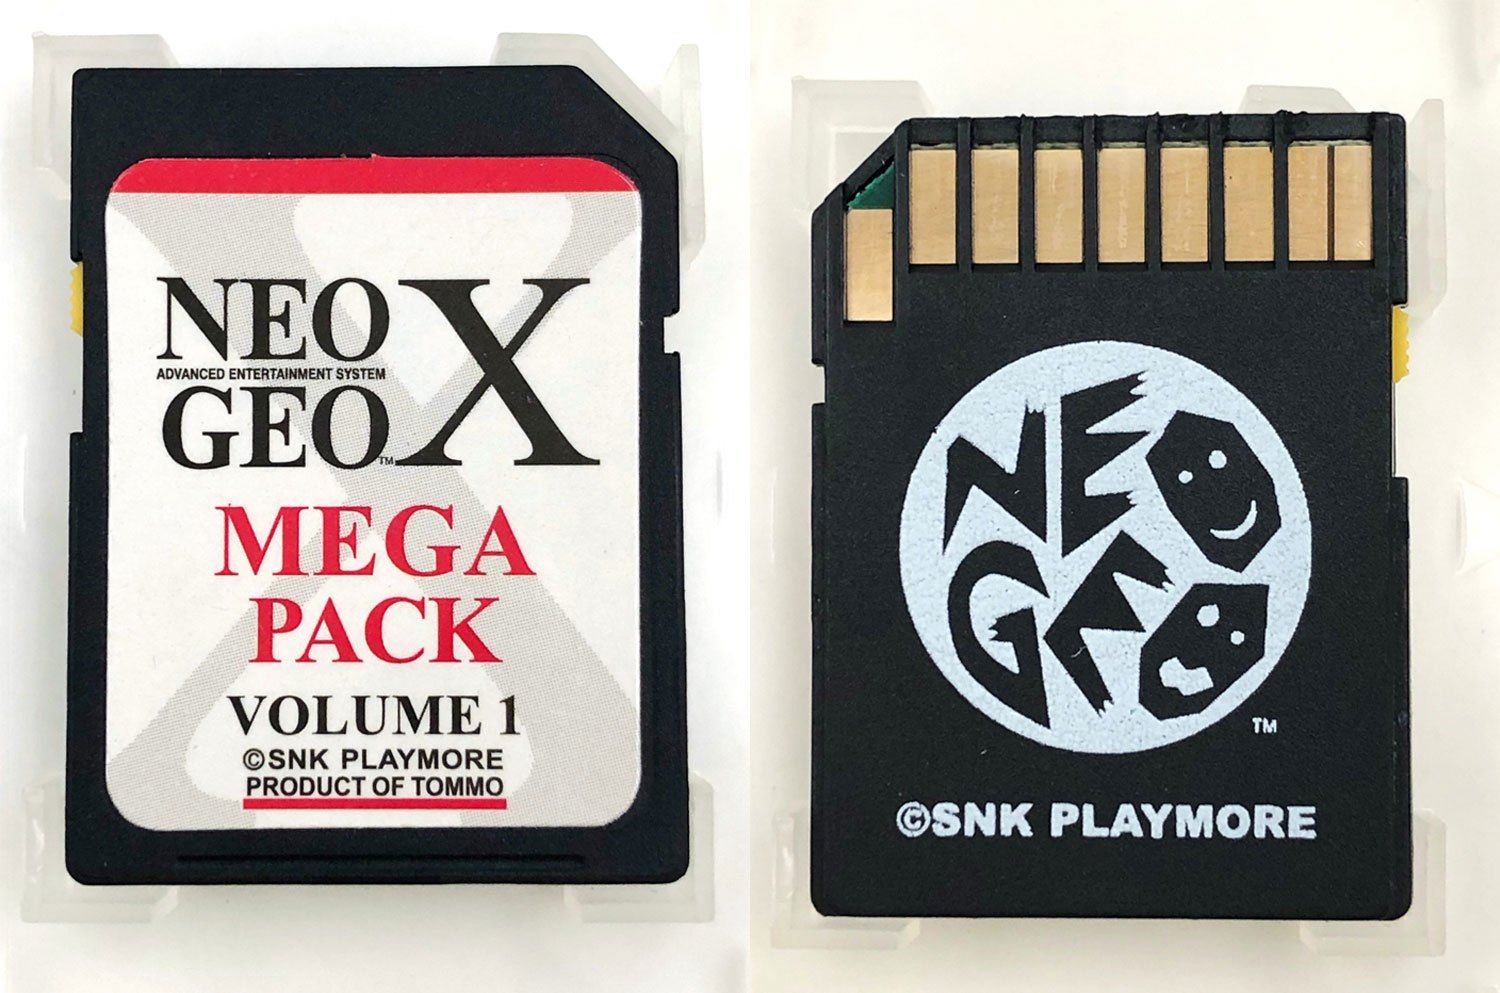 NEO
ADVANCED ENTERTAINMENT SYSTEM
GEO X
TM
MEGA
PACK
VOLUME 1
©SNK PLAYMORE
PRODUCT OF TOMMO
NEO
GEO
TM
©SNK PLAYMORE